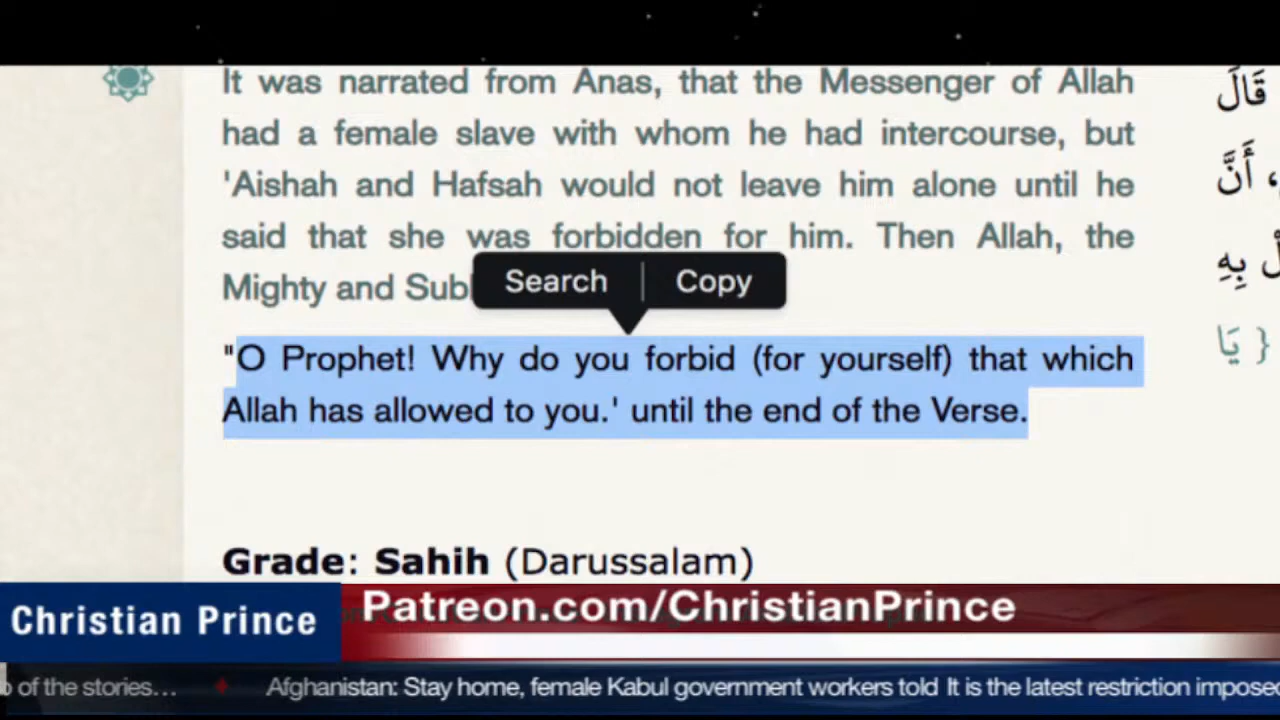 It was narrated from Anas, that the Messenger of Allah
had a female slave with whom he had intercourse, but
'Aishah and Hafsah would not leave him alone until he
said that she was forbidden for him. Then Allah, the
Mighty and Subl
Search Copy
"O Prophet! Why do you forbid (for yourself) that which
Allah has allowed to you.' until the end of the Verse.
Grade: Sahih (Darussalam)
قَالَ
، أَنَّ
بِهِ
{ يَا
Christian Prince
Patreon.com/ChristianPrince
of the stories... Afghanistan: Stay home, female Kabul government workers told It is the latest restriction impose